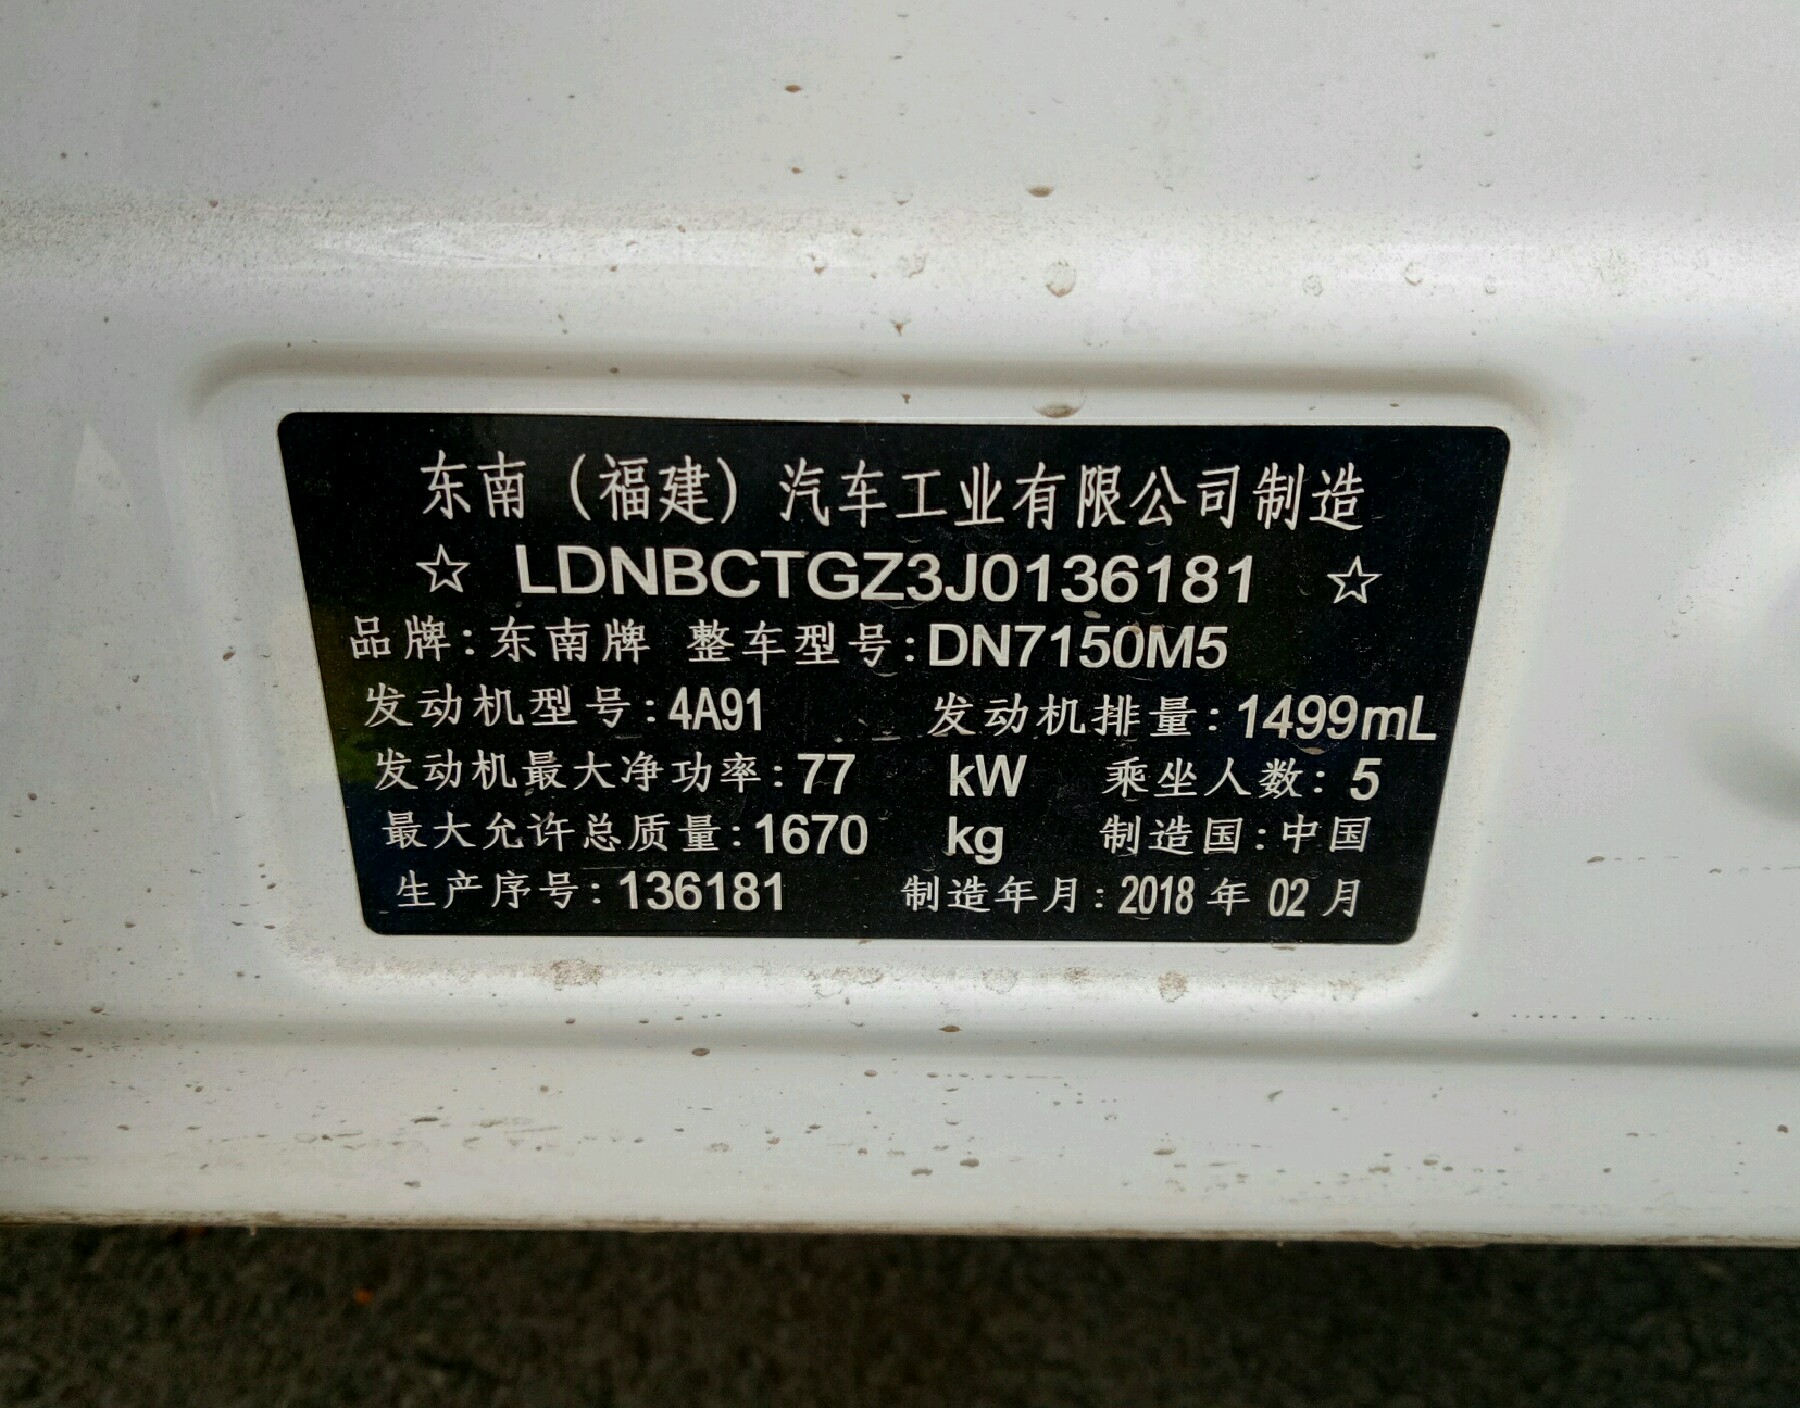 东南（福建）汽车工业有限公司制造
☆ LDNBCTGZ3J0136181 ☆
品牌：东南牌 整车型号：DN7150M5
发动机型号：4A91 发动机排量：1499mL
发动机最大净功率：77 kW 乘坐人数：5
最大允许总质量：1670 kg 制造国：中国
生产序号：136181 制造年月：2018 年 02 月